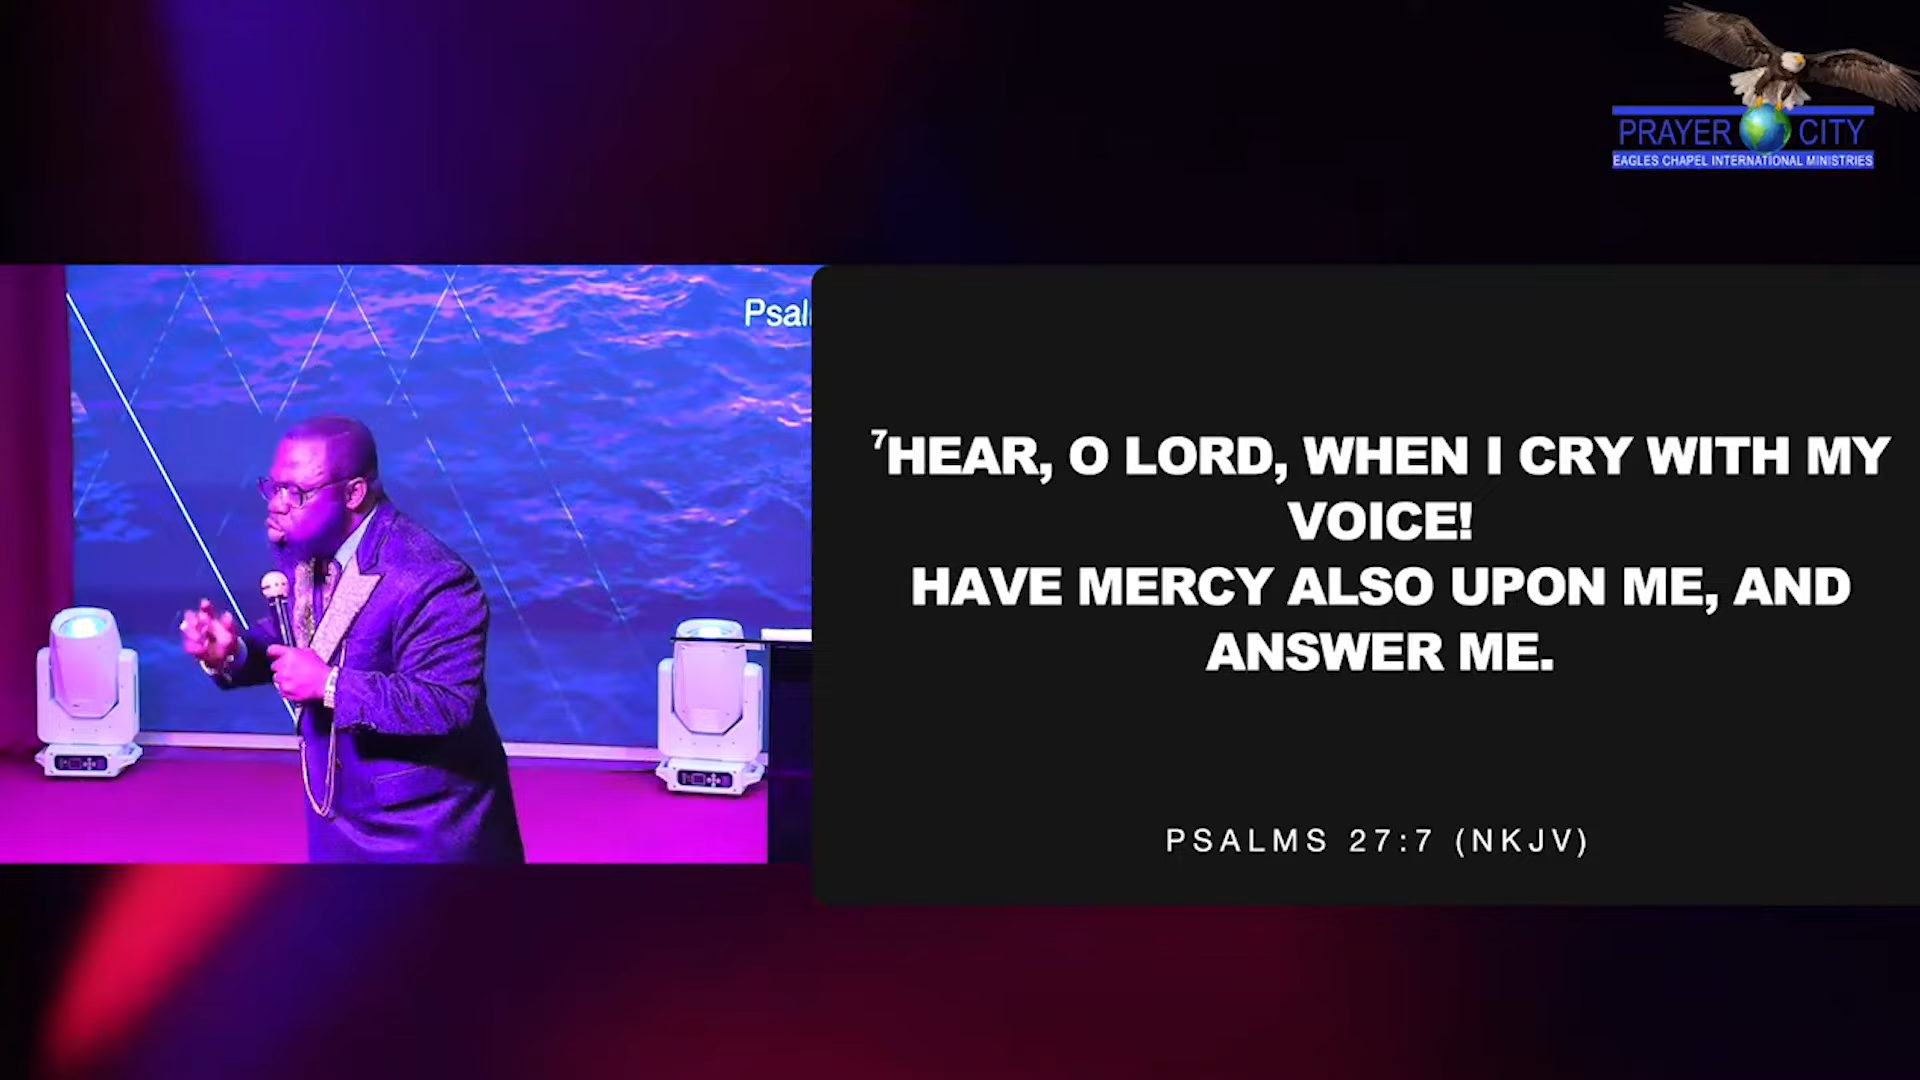 PRAYER CITY
EAGLES CHAPEL INTERNATIONAL MINISTRIES
Psal
7HEAR, O LORD, WHEN I CRY WITH MY
VOICE!
HAVE MERCY ALSO UPON ME, AND
ANSWER ME.
PSALMS 27:7 (NKJV)